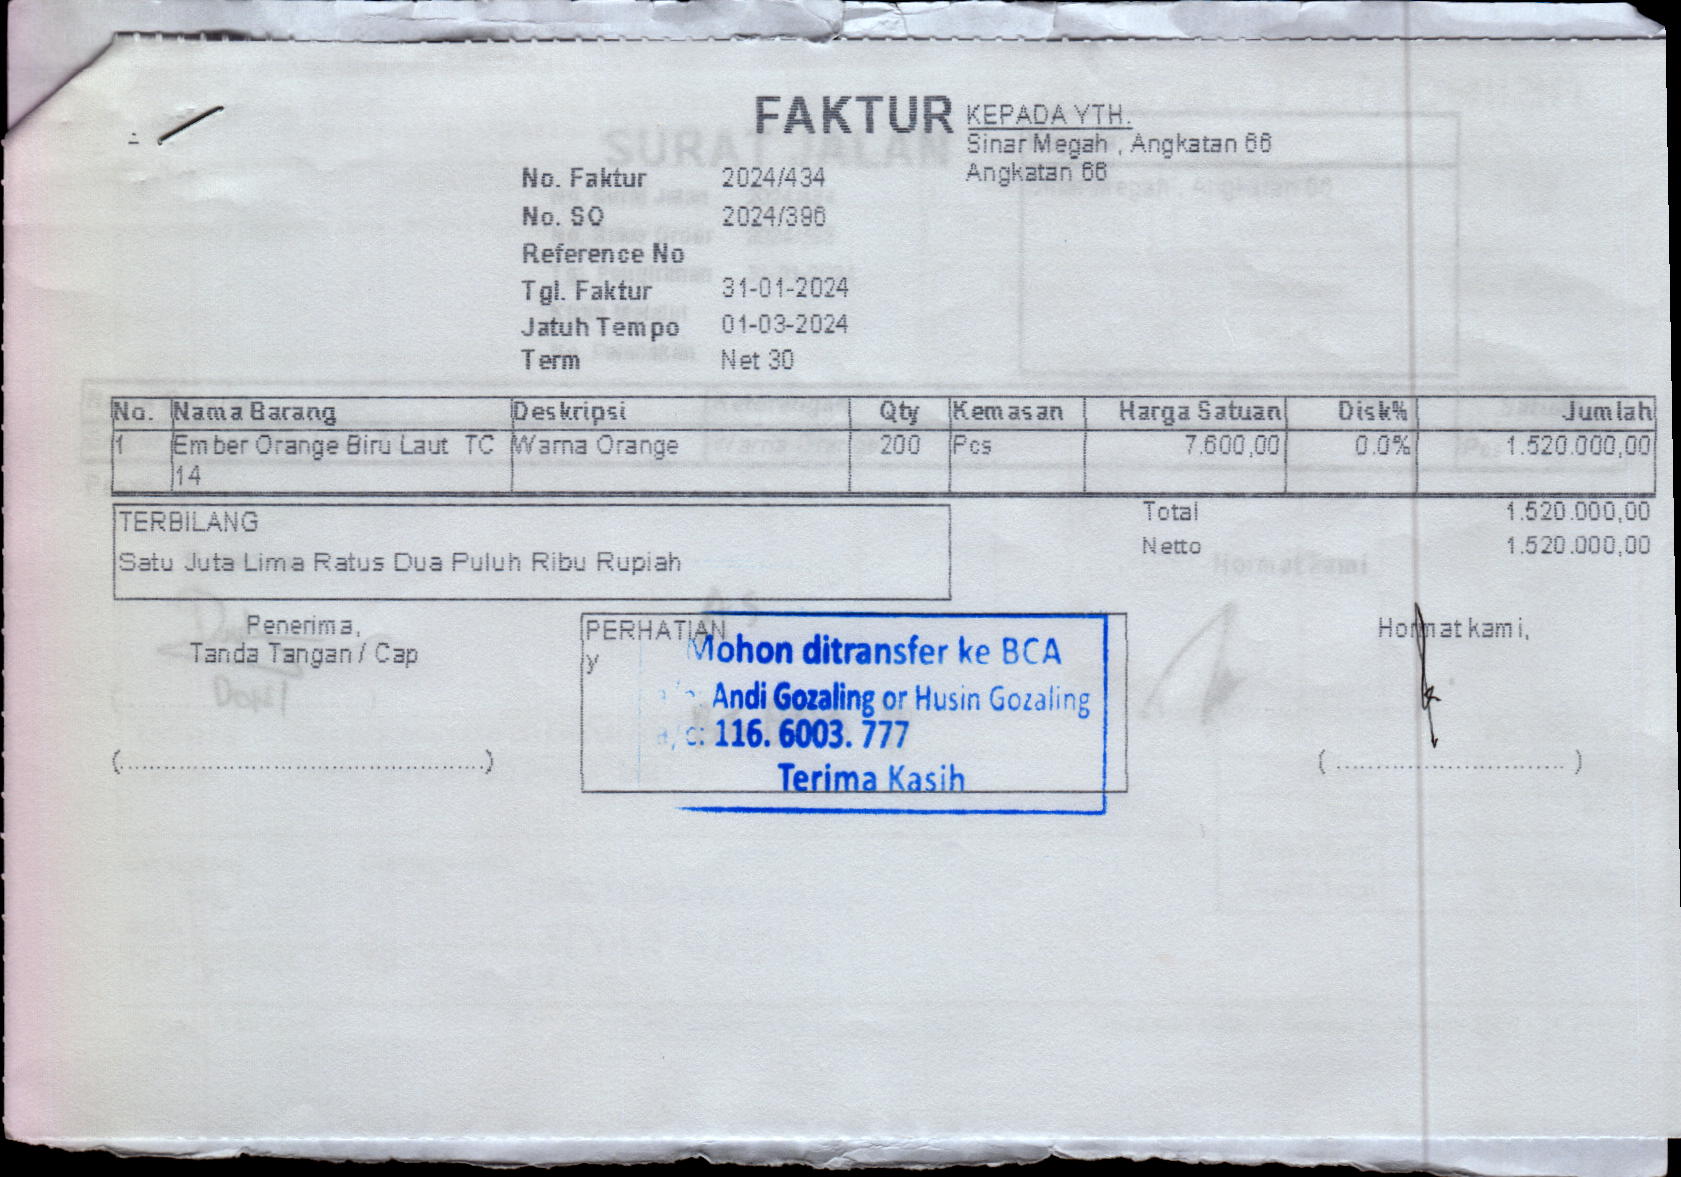 FAKTUR
KEPADA YTH.
Sinar Megah , Angkatan 66
Angkatan 66
No. Faktur 2024/434
No. SO 2024/396
Reference No
Tgl. Faktur 31-01-2024
Jatuh Tempo 01-03-2024
Term Net 30
No. Nama Barang Deskripsi Qty Kemasan Harga Satuan Disk% Jumlah
1 Ember Orange Biru Laut TC Warna Orange 200 Pcs 7.600,00 0.0% 1.520.000,00
14
Total 1.520.000,00
Netto 1.520.000,00
TERBILANG
Satu Juta Lima Ratus Dua Puluh Ribu Rupiah
Penerima,
Tanda Tangan / Cap
PERHATIAN
y
Mohon ditransfer ke BCA
Andi Gozaling or Husin Gozaling
a/c: 116. 6003. 777
Terima Kasih
Hormat kami,
(................................................)
( ............................... )
SURAT JALAN